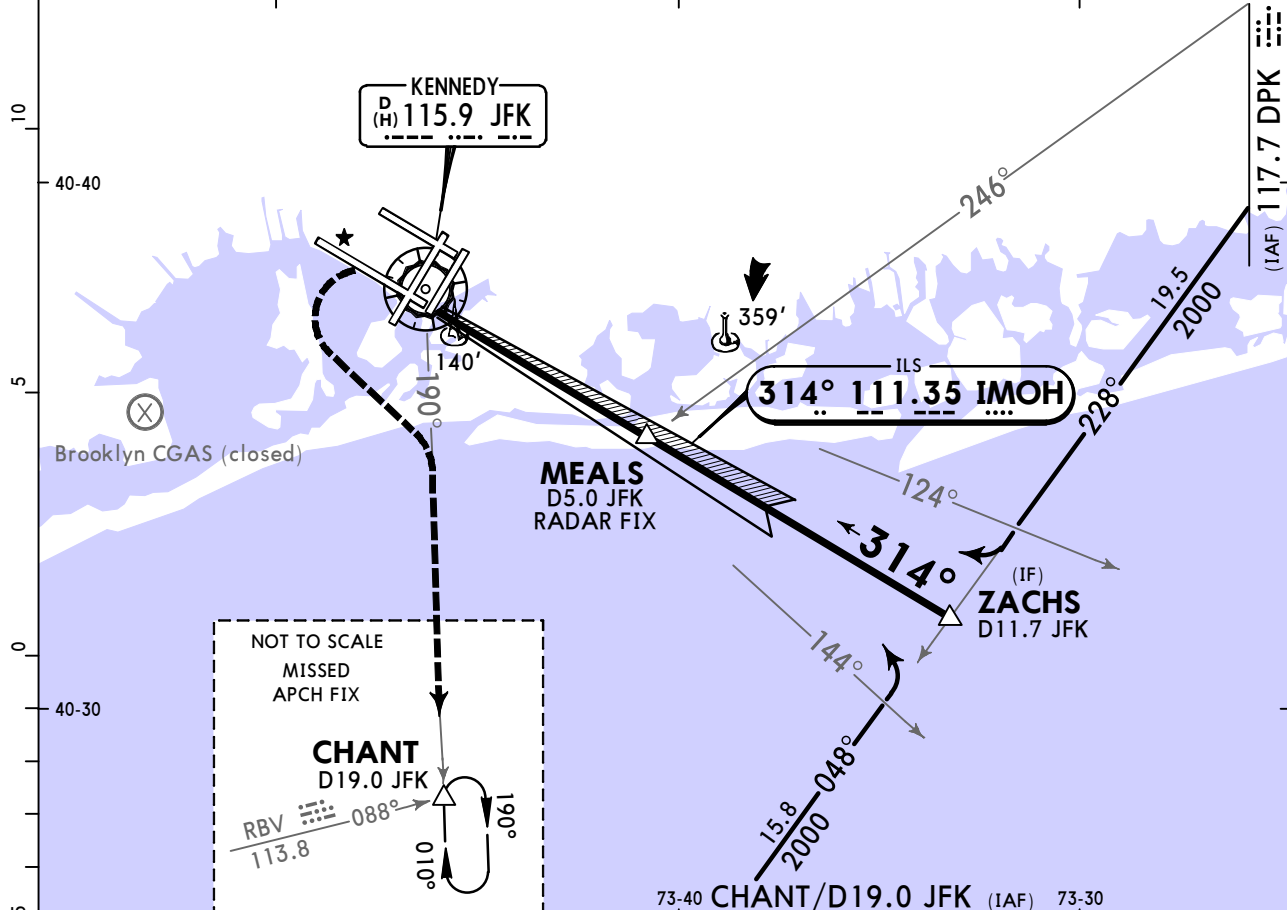 KENNEDY
D
(H) 115.9 JFK
117.7 DPK
(IAF)
10
40-40
246°
19.5
2000
359'
140'
ILS
314° 111.35 IMOH
5
190°
228°
Brooklyn CGAS (closed)
MEALS
D5.0 JFK
RADAR FIX
124°
314°
(IF)
ZACHS
D11.7 JFK
0
NOT TO SCALE
MISSED
APCH FIX
144°
40-30
CHANT
D19.0 JFK
048°
RBV
088°
113.8
190°
010°
15.8
2000
73-40
CHANT/D19.0 JFK (IAF)
73-30